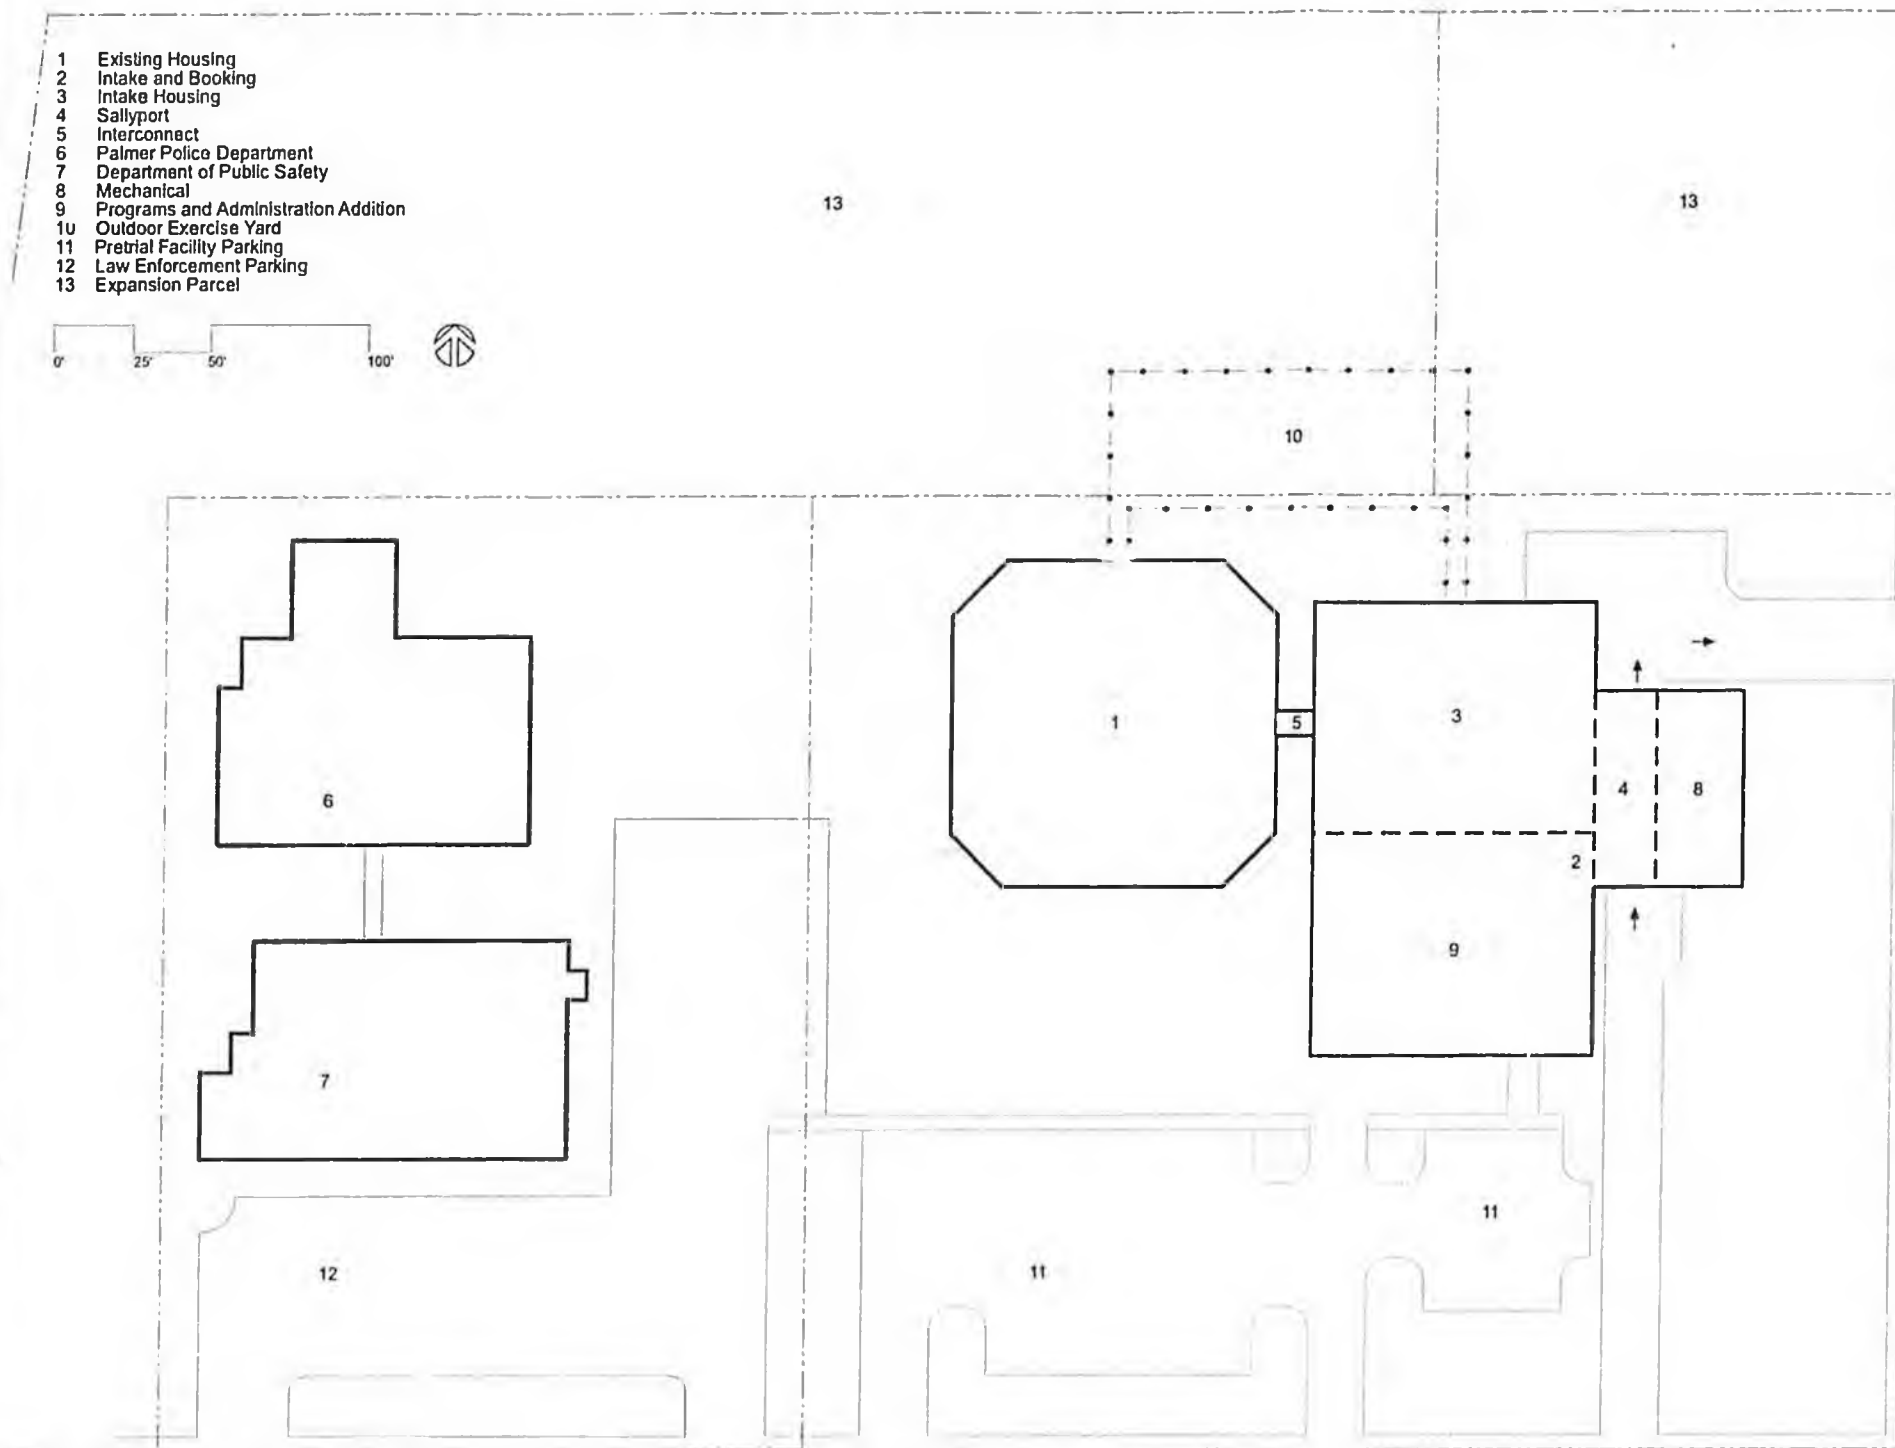 1 Existing Housing
2 Intake and Booking
3 Intake Housing
4 Sallyport
5 Interconnect
6 Palmer Police Department
7 Department of Public Safety
8 Mechanical
9 Programs and Administration Addition
1u Outdoor Exercise Yard
11 Pretrial Facility Parking
12 Law Enforcement Parking
13 Expansion Parcel
0' 25' 50' 100'
13 13
10
1 5 3
4 8
6
2
9
7
11
12 11